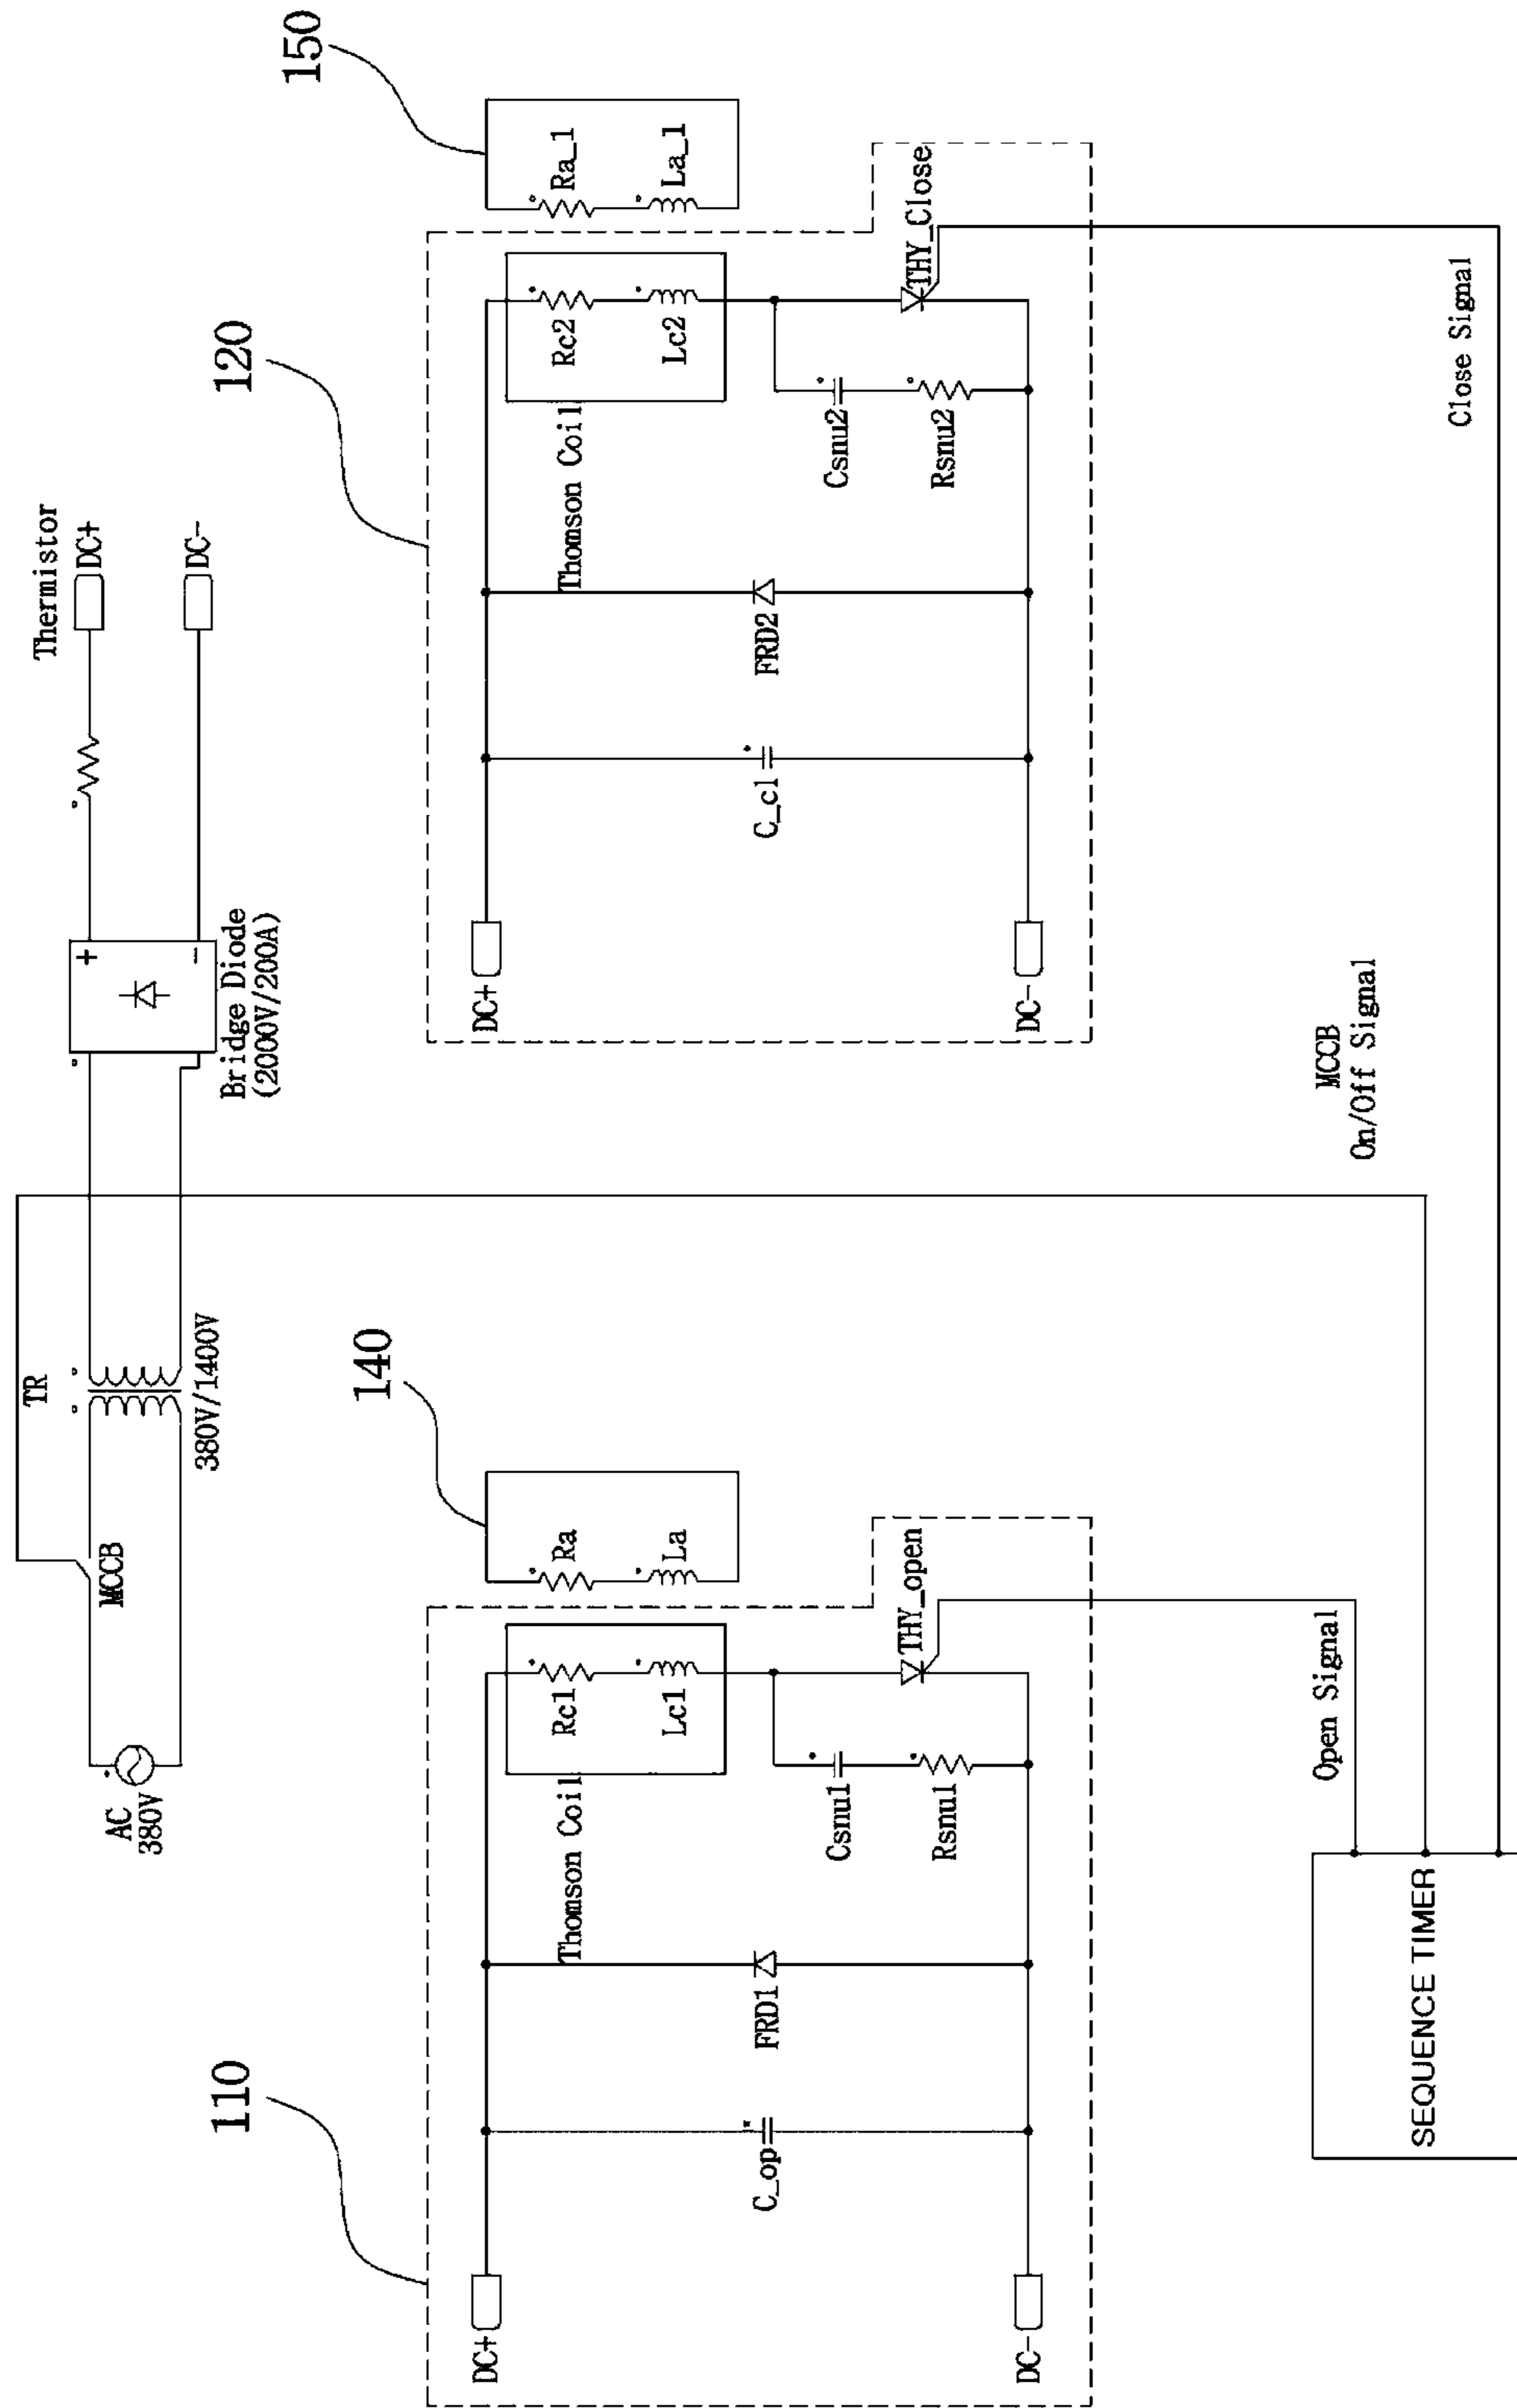 AC
380V
MCCB
TR
380V/1400V
Bridge Diode
(2000V/200A)
+
-
Thermistor
DC+
DC-
110
DC+
DC-
C_op
FRD1
Thomson Coil
Rc1
Lc1
Csnu1
Rsnu1
THY_open
140
Ra
La
120
DC+
DC-
C_cl
FRD2
Thomson Coil
Rc2
Lc2
Csnu2
Rsnu2
THY_Close
150
Ra_1
La_1
SEQUENCE TIMER
Open Signal
MCCB
On/Off Signal
Close Signal